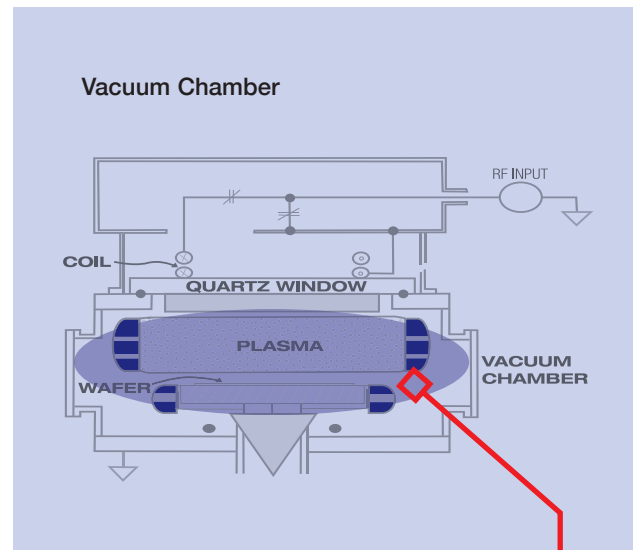 Vacuum Chamber
RF INPUT
COIL
QUARTZ WINDOW
PLASMA
WAFER
VACUUM
CHAMBER